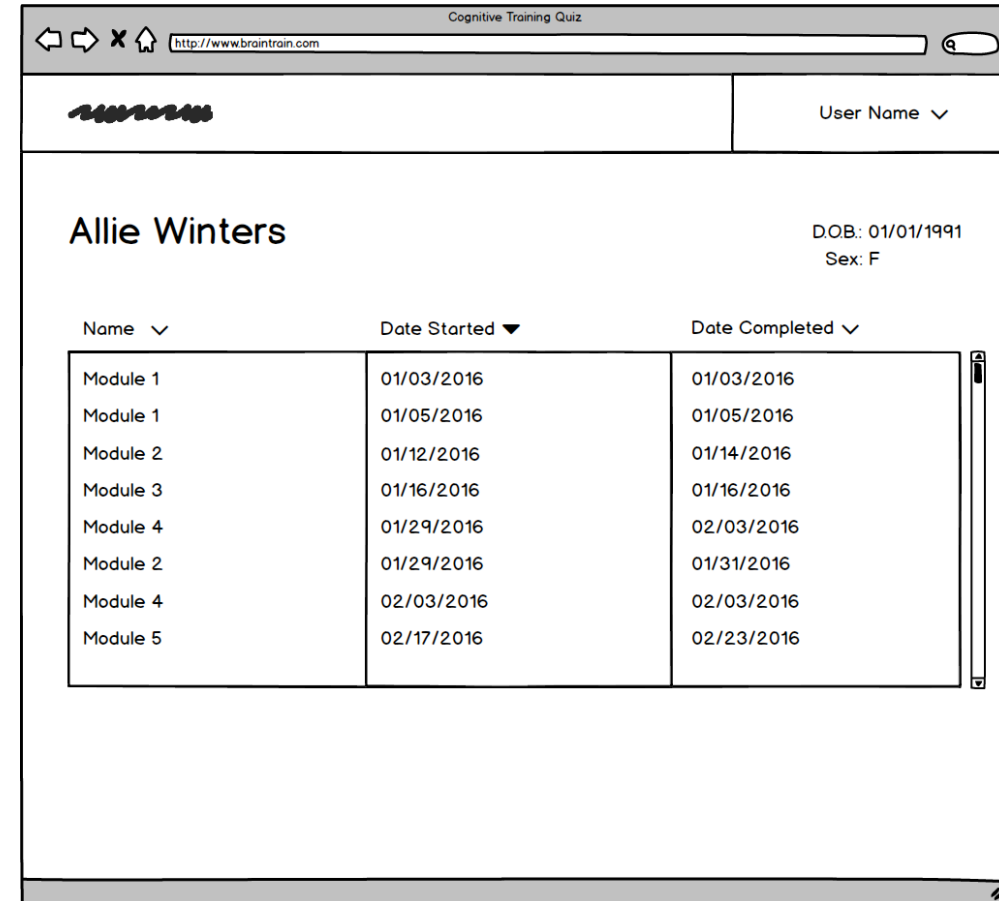 Cognitive Training Quiz
http://www.braintrain.com
User Name
Allie Winters
D.O.B.: 01/01/1991
Sex: F
Name Date Started Date Completed
Module 1 01/03/2016 01/03/2016
Module 1 01/05/2016 01/05/2016
Module 2 01/12/2016 01/14/2016
Module 3 01/16/2016 01/16/2016
Module 4 01/29/2016 02/03/2016
Module 2 01/29/2016 01/31/2016
Module 4 02/03/2016 02/03/2016
Module 5 02/17/2016 02/23/2016